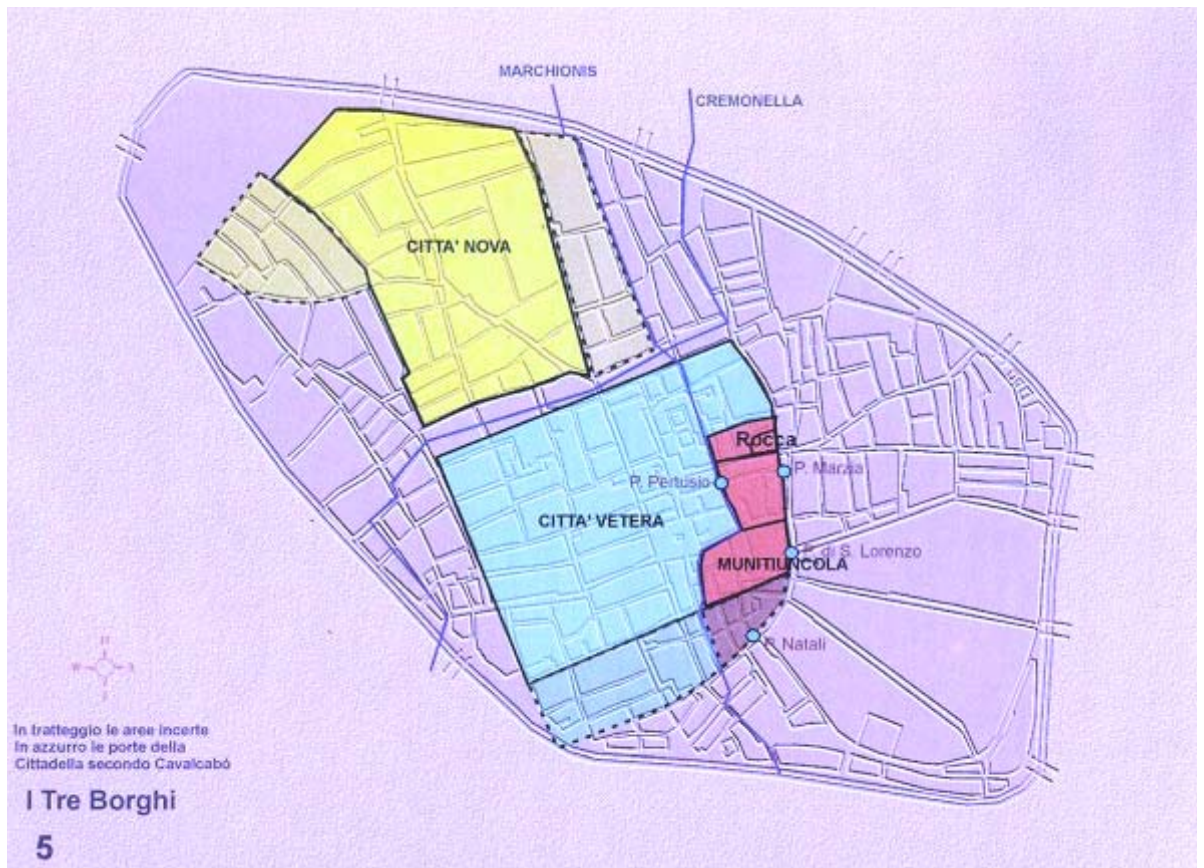 MARCHIONIS
CREMONELLA
CITTA' NOVA
Rocca
P. Marzia
P. Pertusio
CITTA' VETERA
P. di S. Lorenzo
MUNITIUNCOLA
P. Natali
In tratteggio le aree incerte
In azzurro le porte della
Cittadella secondo Cavalcabò
I Tre Borghi
5